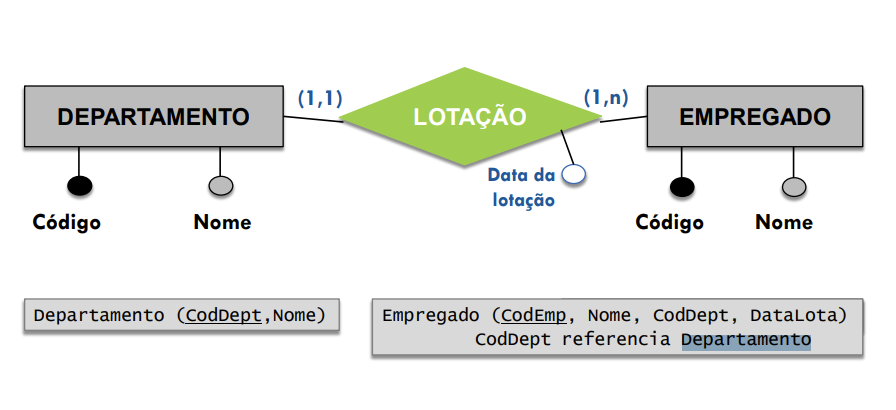 (1,1)
(1,n)
DEPARTAMENTO
LOTAÇÃO
EMPREGADO
Data da
lotação
Código
Nome
Código
Nome
Departamento (CodDept,Nome)
Empregado (CodEmp, Nome, CodDept, DataLota)
CodDept referencia Departamento